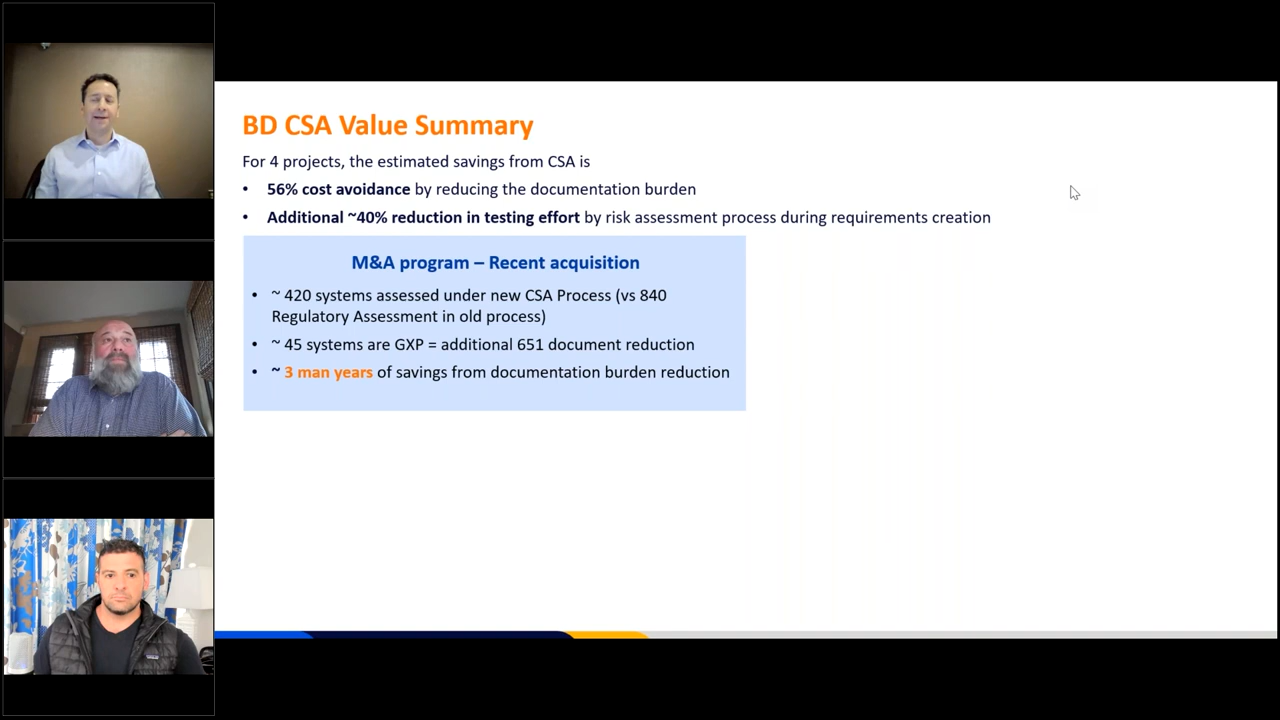 BD CSA Value Summary
For 4 projects, the estimated savings from CSA is
• 56% cost avoidance by reducing the documentation burden
• Additional ~40% reduction in testing effort by risk assessment process during requirements creation
M&A program – Recent acquisition
• ~ 420 systems assessed under new CSA Process (vs 840
Regulatory Assessment in old process)
• ~ 45 systems are GXP = additional 651 document reduction
• ~ 3 man years of savings from documentation burden reduction